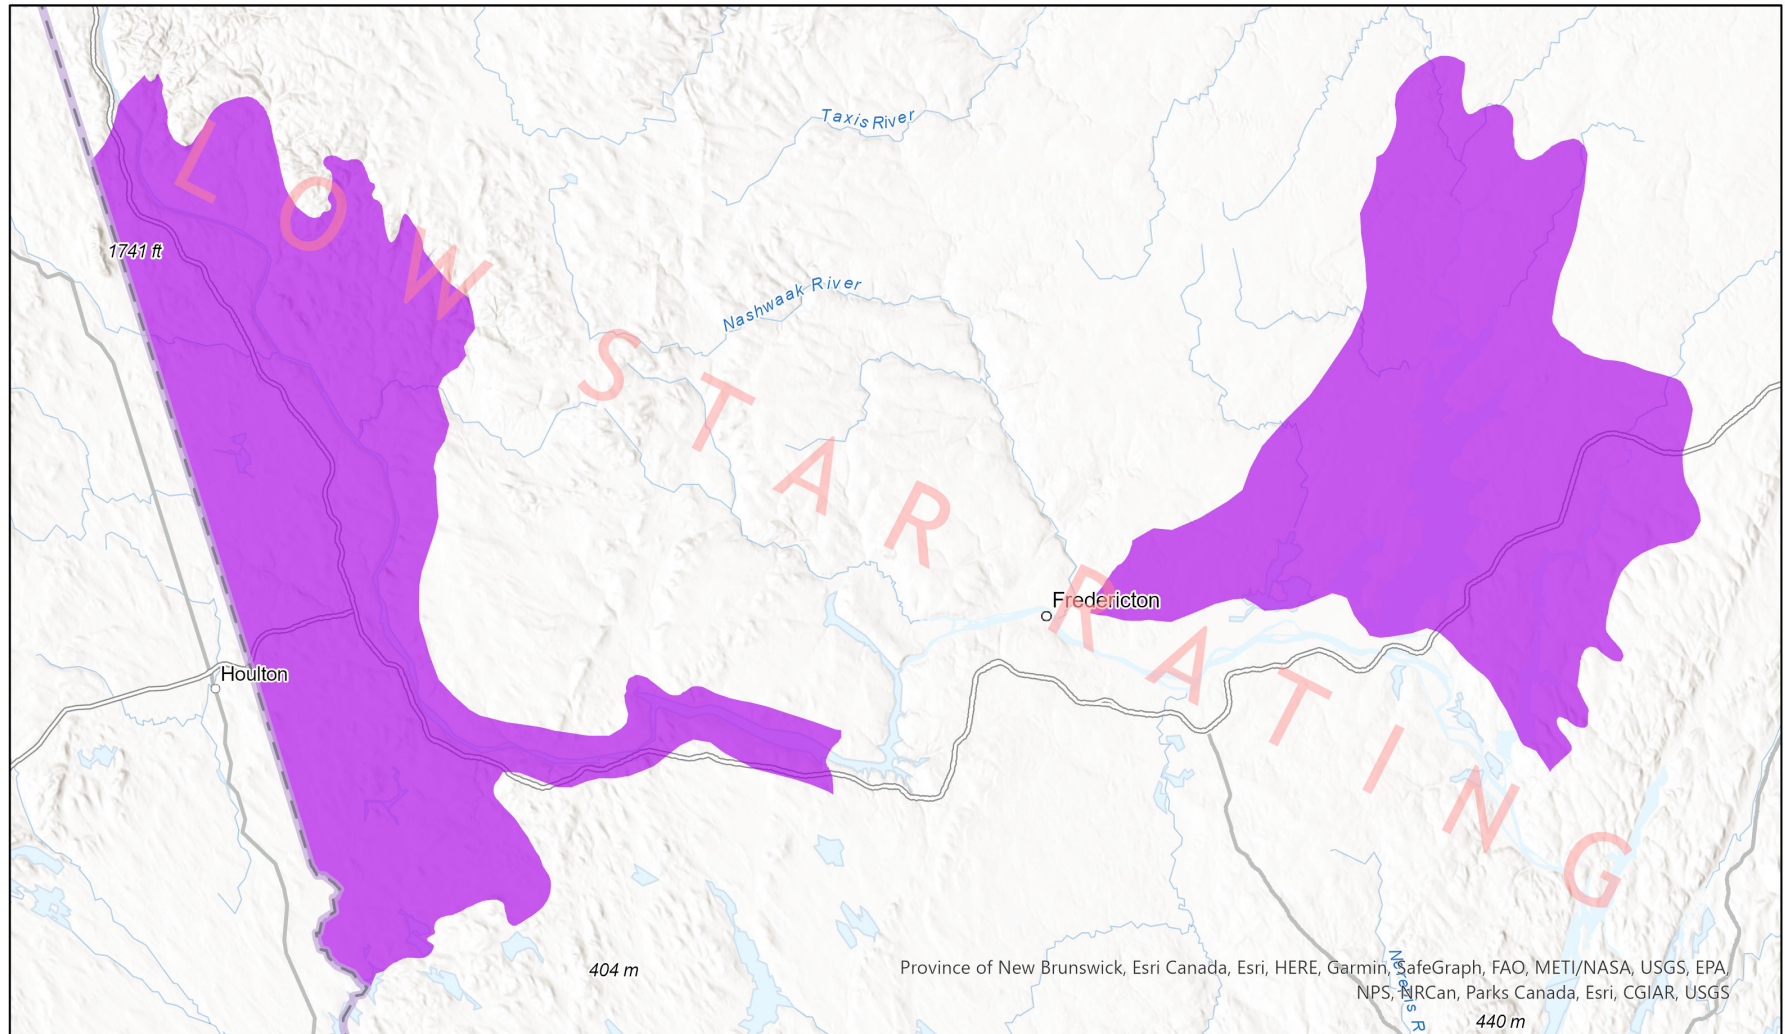 Taxis River
1741 ft
Nashwaak River
LOW STAR RATING
Fredericton
Houlton
404 m
Province of New Brunswick, Esri Canada, Esri, HERE, Garmin, SafeGraph, FAO, METI/NASA, USGS, EPA,
NPS, NRCan, Parks Canada, Esri, CGIAR, USGS
Nerepis R
440 m